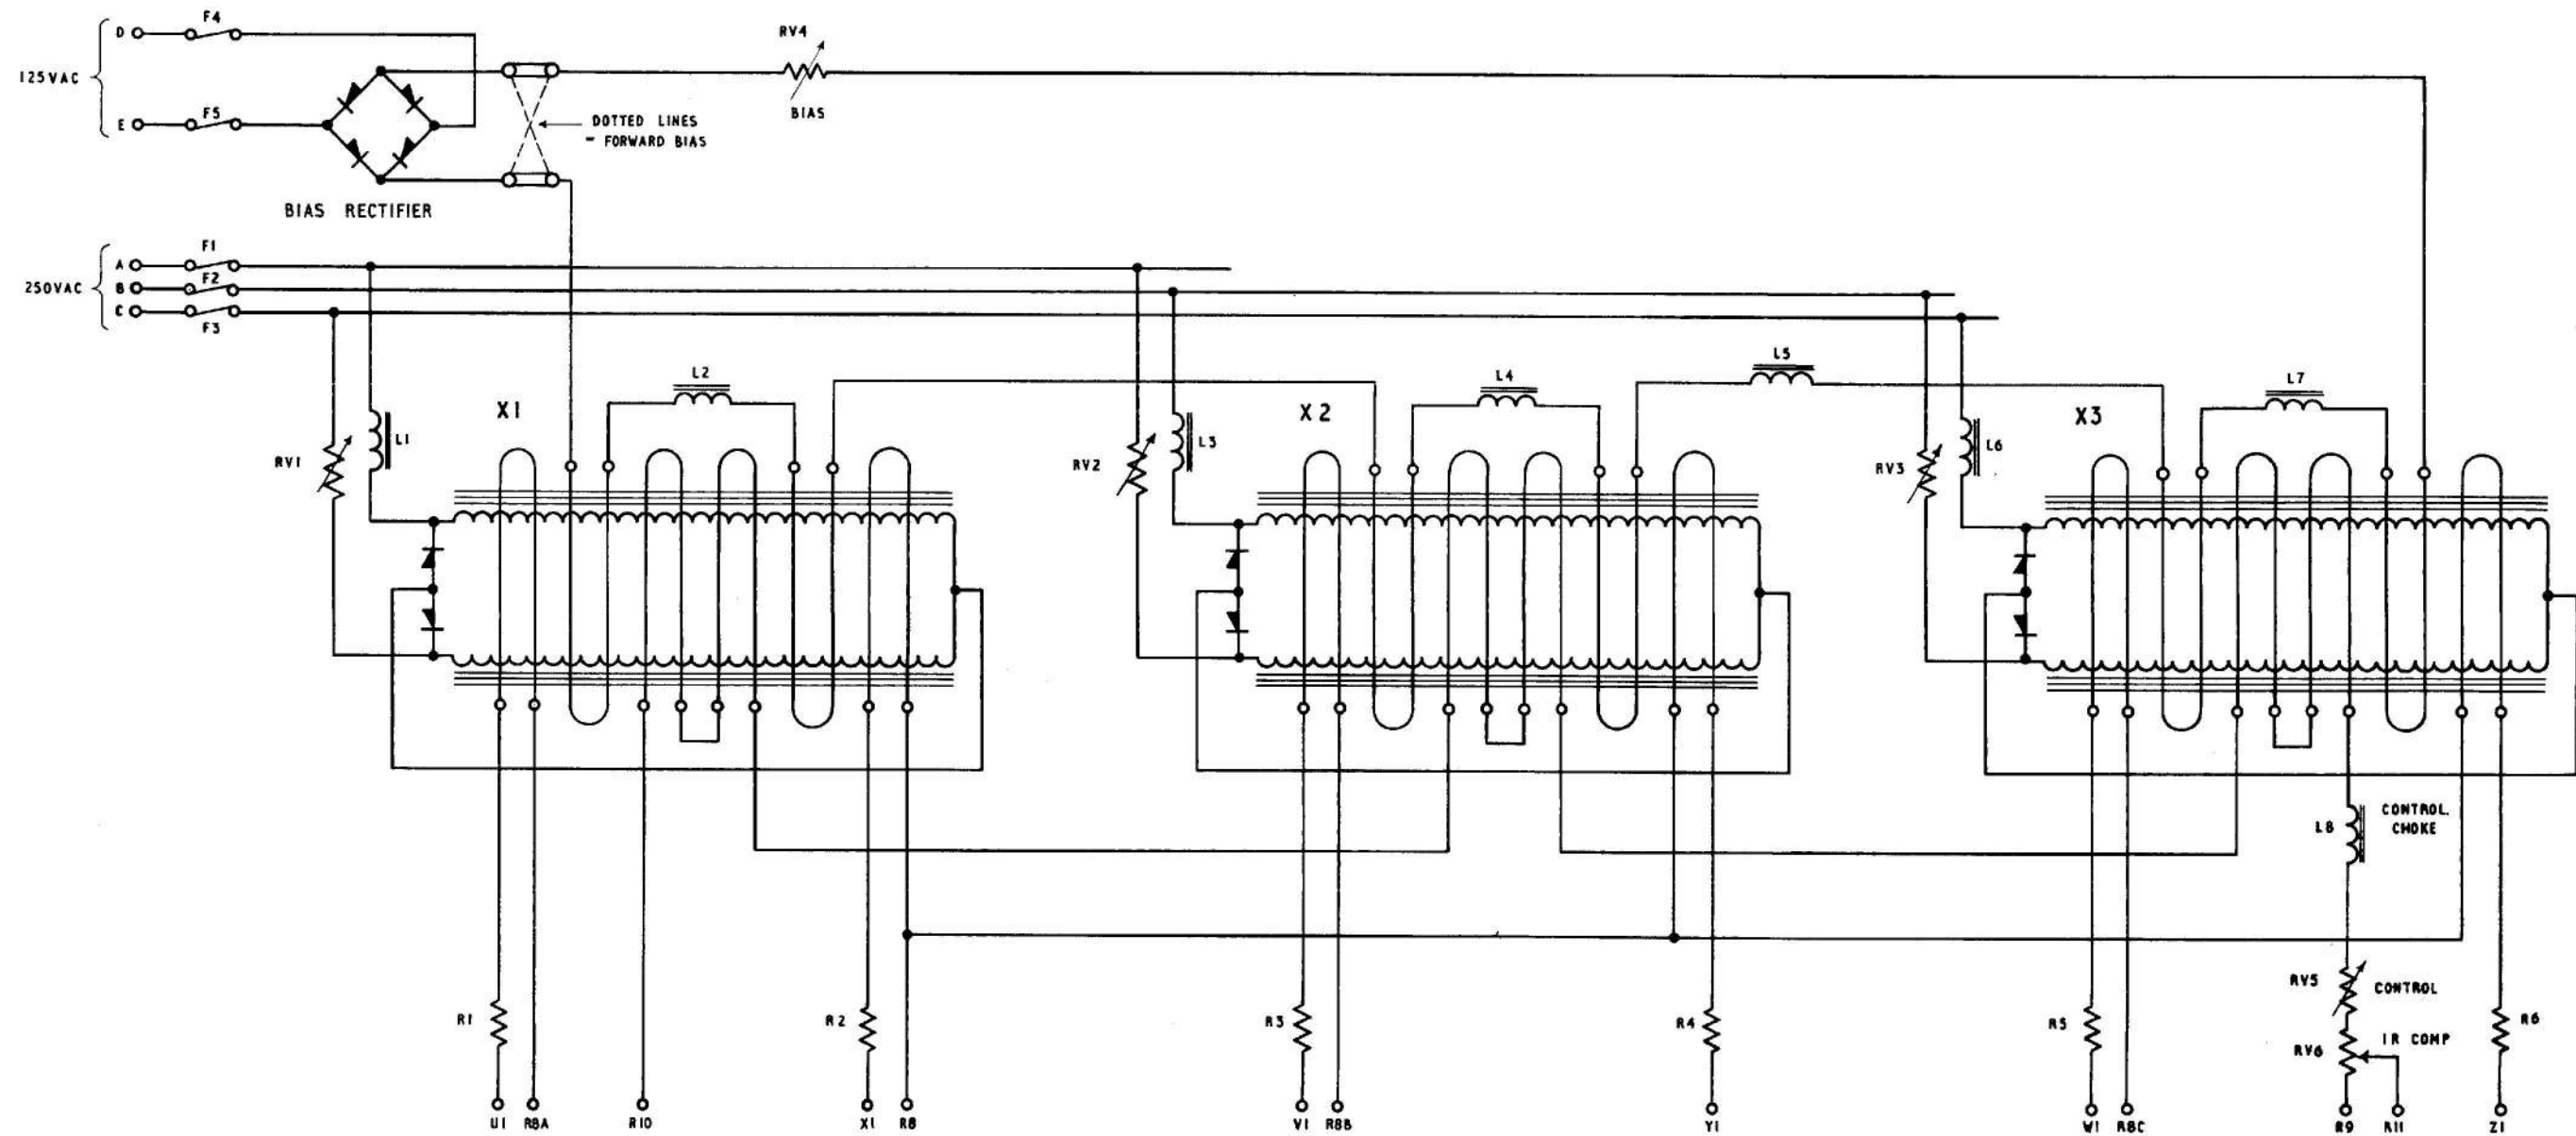 F4
D
RV4
125VAC
BIAS
F5
E
DOTTED LINES
= FORWARD BIAS
BIAS RECTIFIER
F1
A
F2
250VAC
B
C
F3
L5
L2
L4
L7
X1
X2
X3
L1
L3
L6
RV1
RV2
RV3
CONTROL.
L8
CHOKE
RV5
CONTROL
R1
R2
R3
R4
R5
R6
IR COMP
RV6
U1 R8A R10 X1 R8 V1 R8B Y1 W1 R8C R9 R11 Z1